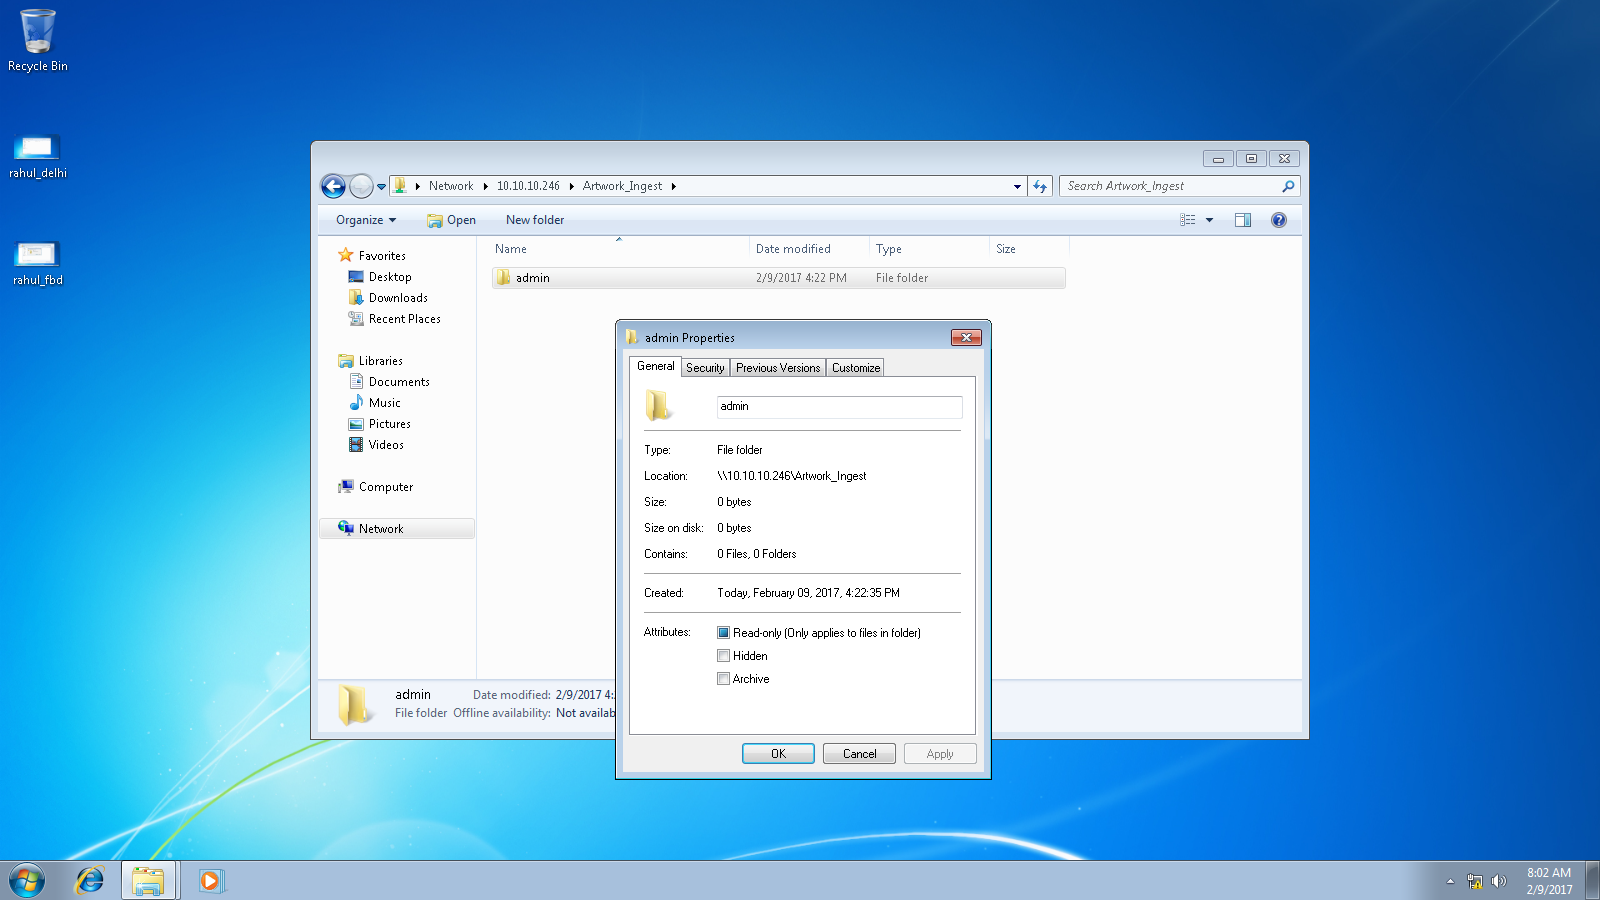 Recycle Bin
rahul_delhi
rahul_fbd
Network
10.10.10.246
Artwork_Ingest
Search Artwork_Ingest
Organize
Open
New folder
Favorites
Desktop
Downloads
Recent Places
Libraries
Documents
Music
Pictures
Videos
Computer
Network
Name
Date modified
Type
Size
admin
2/9/2017 4:22 PM
File folder
admin Properties
General
Security
Previous Versions
Customize
admin
Type: File folder
Location: \\10.10.10.246\Artwork_Ingest
Size: 0 bytes
Size on disk: 0 bytes
Contains: 0 Files, 0 Folders
Created: Today, February 09, 2017, 4:22:35 PM
Attributes: Read-only (Only applies to files in folder)
Hidden
Archive
OK
Cancel
Apply
admin
Date modified: 2/9/2017 4:
File folder
Offline availability: Not availab
8:02 AM
2/9/2017